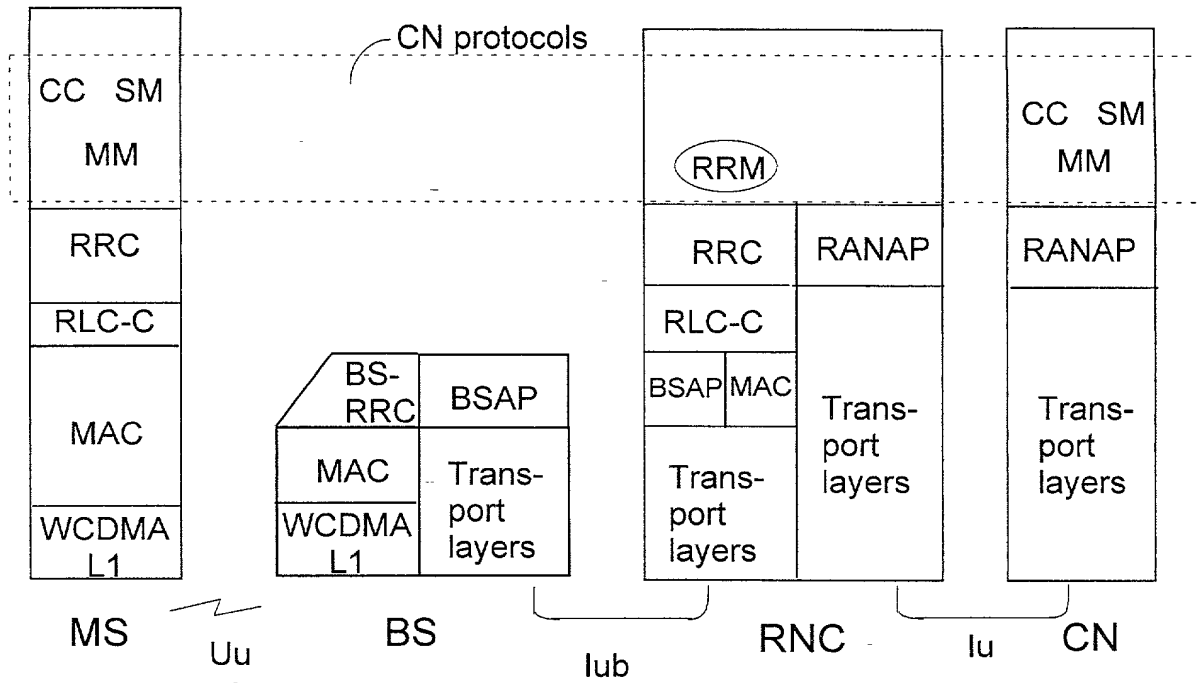 CN protocols
CC SM
MM
RRC
RLC-C
MAC
WCDMA
L1
MS
Uu
BS-
RRC
BSAP
MAC
WCDMA
L1
Trans-
port
layers
BS
Iub
RRM
RRC
RANAP
RLC-C
BSAP
MAC
Trans-
port
layers
Trans-
port
layers
RNC
Iu
CC SM
MM
RANAP
Trans-
port
layers
CN